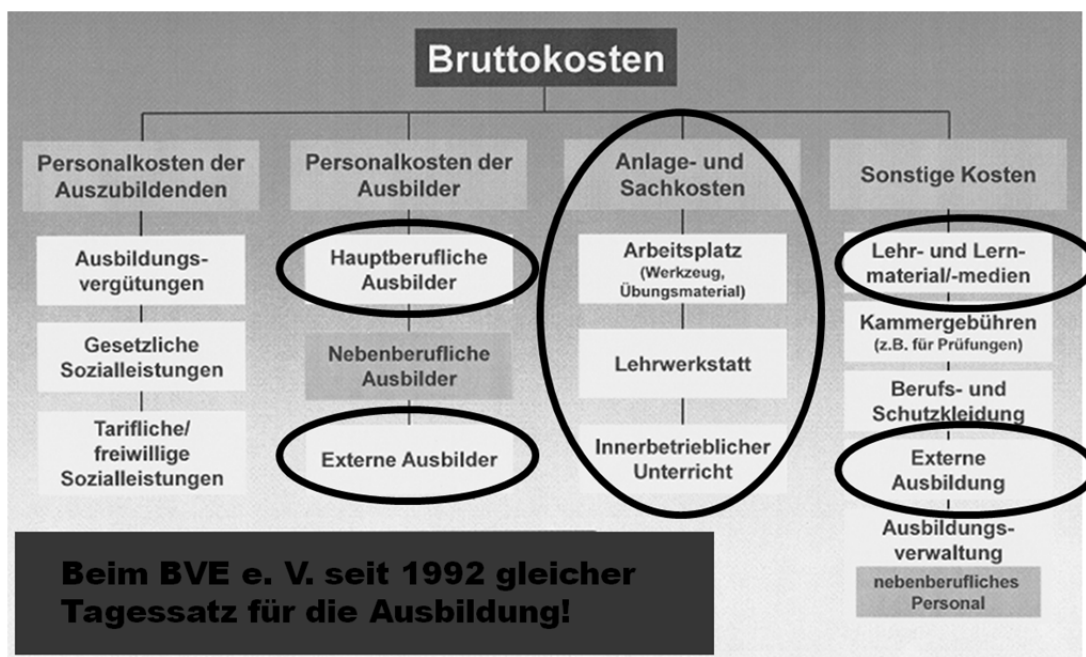 Bruttokosten
Personalkosten der
Auszubildenden
Ausbildungs-
vergütungen
Gesetzliche
Sozialleistungen
Tarifliche/
freiwillige
Sozialleistungen
Personalkosten der
Ausbilder
Hauptberufliche
Ausbilder
Nebenberufliche
Ausbilder
Externe Ausbilder
Anlage- und
Sachkosten
Arbeitsplatz
(Werkzeug,
Übungsmaterial)
Lehrwerkstatt
Innerbetrieblicher
Unterricht
Sonstige Kosten
Lehr- und Lern-
material/-medien
Kammergebühren
(z.B. für Prüfungen)
Berufs- und
Schutzkleidung
Externe
Ausbildung
Ausbildungs-
verwaltung
nebenberufliches
Personal
Beim BVE e. V. seit 1992 gleicher
Tagessatz für die Ausbildung!